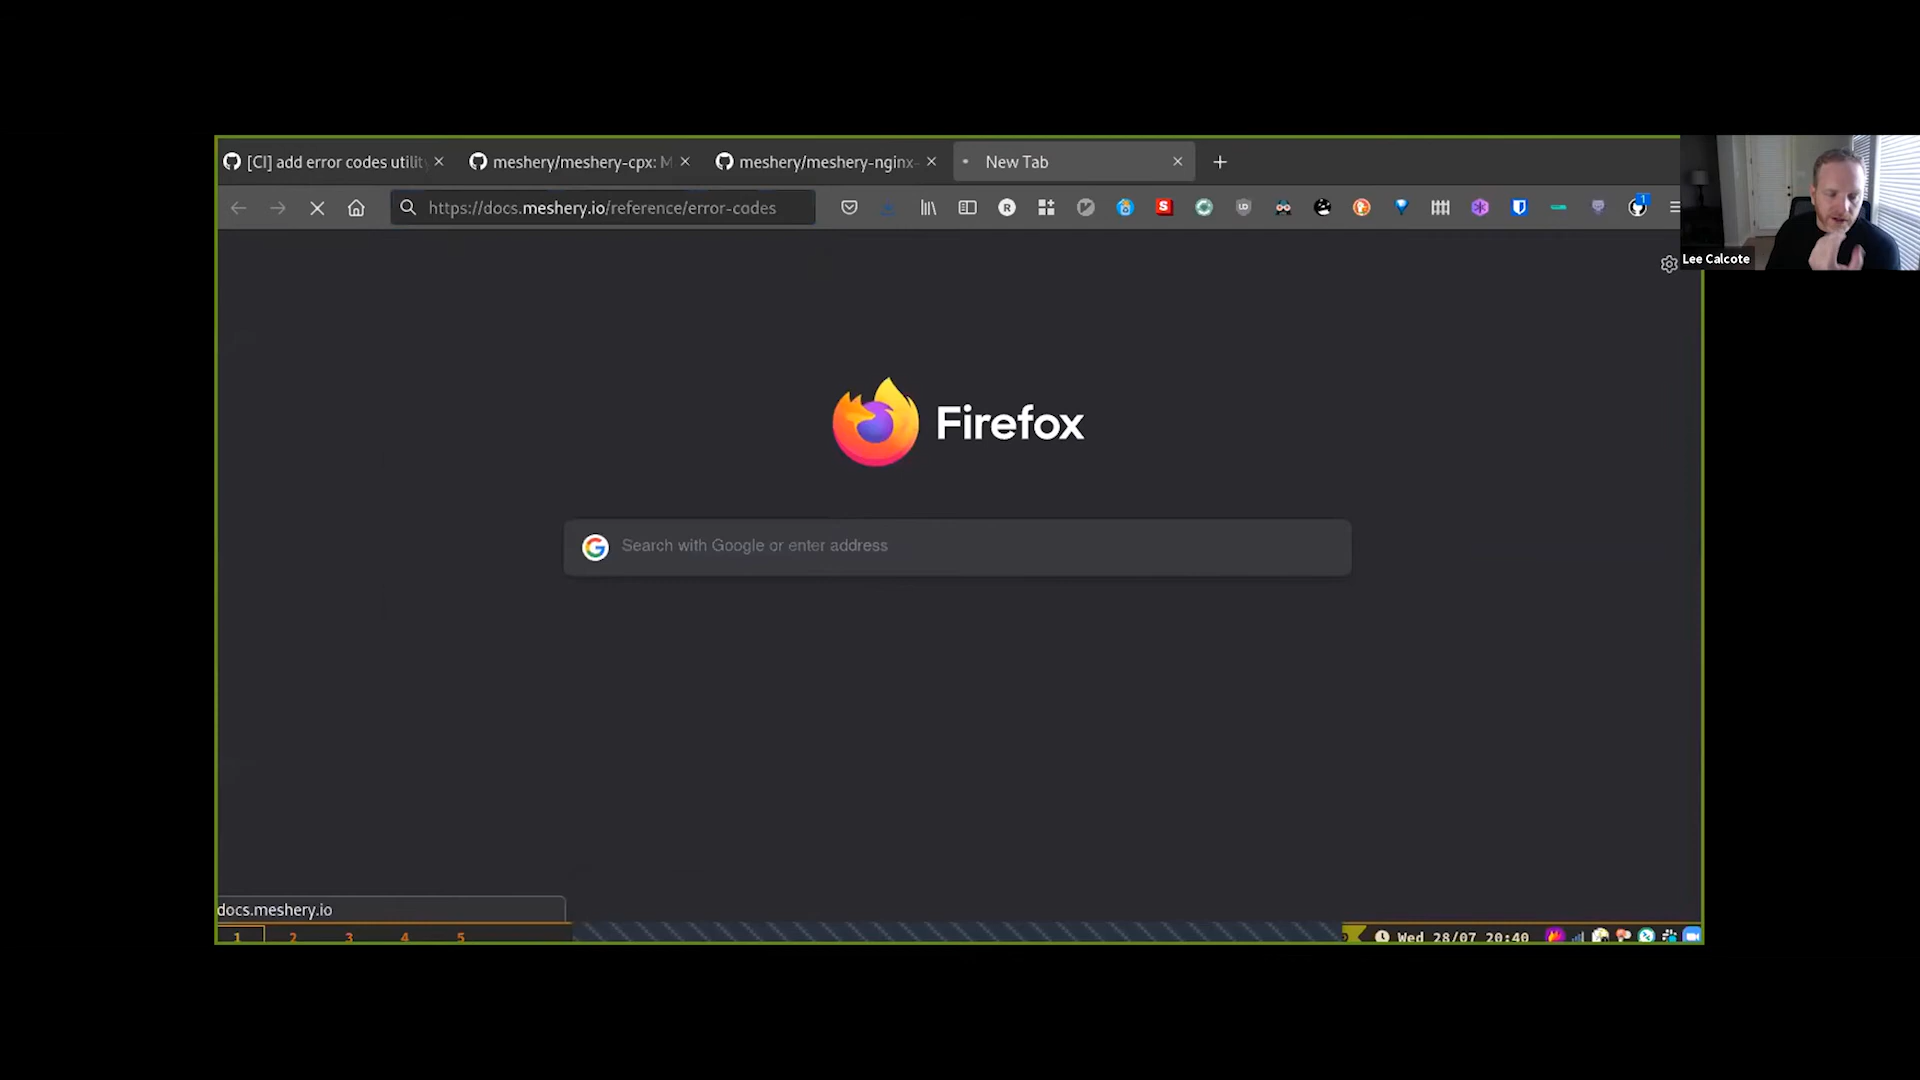 [CI] add error codes utility
meshery/meshery-cpx: M
meshery/meshery-nginx-
New Tab
https://docs.meshery.io/reference/error-codes
Lee Calcote
Firefox
Search with Google or enter address
docs.meshery.io
1 2 3 4 5
Wed 28/07 20:40